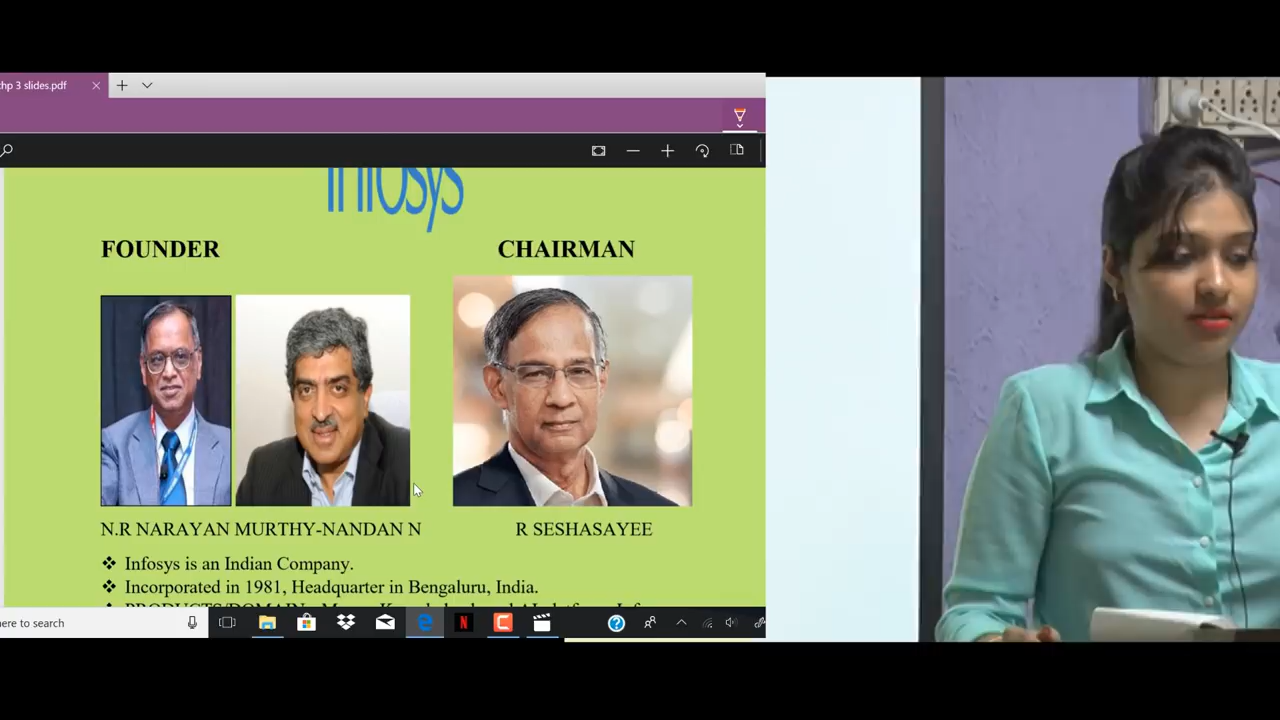 hp 3 slides.pdf
Infosys
FOUNDER
CHAIRMAN
N.R NARAYAN MURTHY-NANDAN N
R SESHASAYEE
❖ Infosys is an Indian Company.
❖ Incorporated in 1981, Headquarter in Bengaluru, India.
ere to search